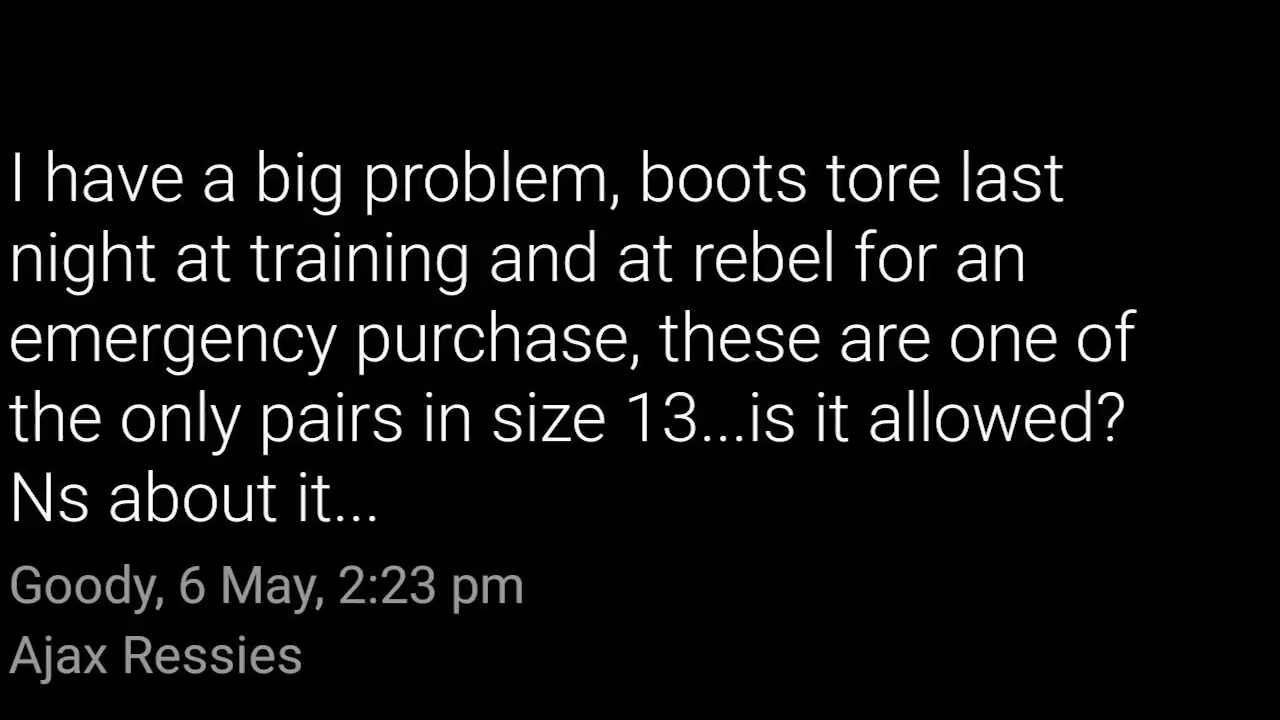 I have a big problem, boots tore last
night at training and at rebel for an
emergency purchase, these are one of
the only pairs in size 13...is it allowed?
Ns about it...
Goody, 6 May, 2:23 pm
Ajax Ressies